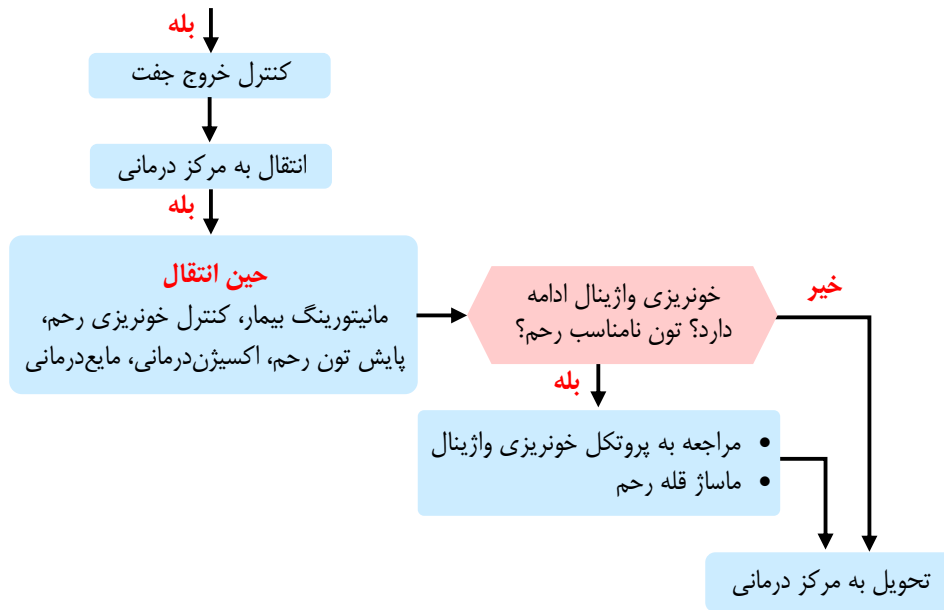 بله
کنترل خروج جفت
انتقال به مرکز درمانی
بله
حین انتقال
مانیتورینگ بیمار، کنترل خونریزی رحم،
پایش تون رحم، اکسیژن‌درمانی، مایع‌درمانی
خونریزی واژینال ادامه
دارد؟ تون نامناسب رحم؟
خیر
بله
• مراجعه به پروتکل خونریزی واژینال
• ماساژ قله رحم
تحویل به مرکز درمانی